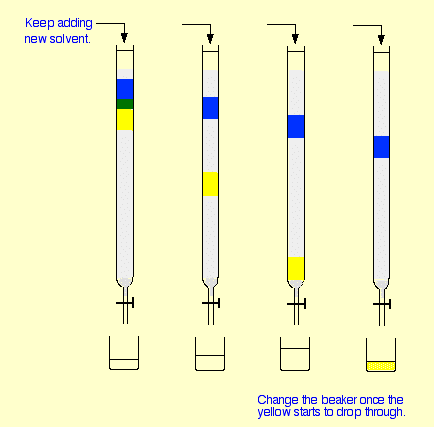 Keep adding
new solvent.
Change the beaker once the
yellow starts to drop through.